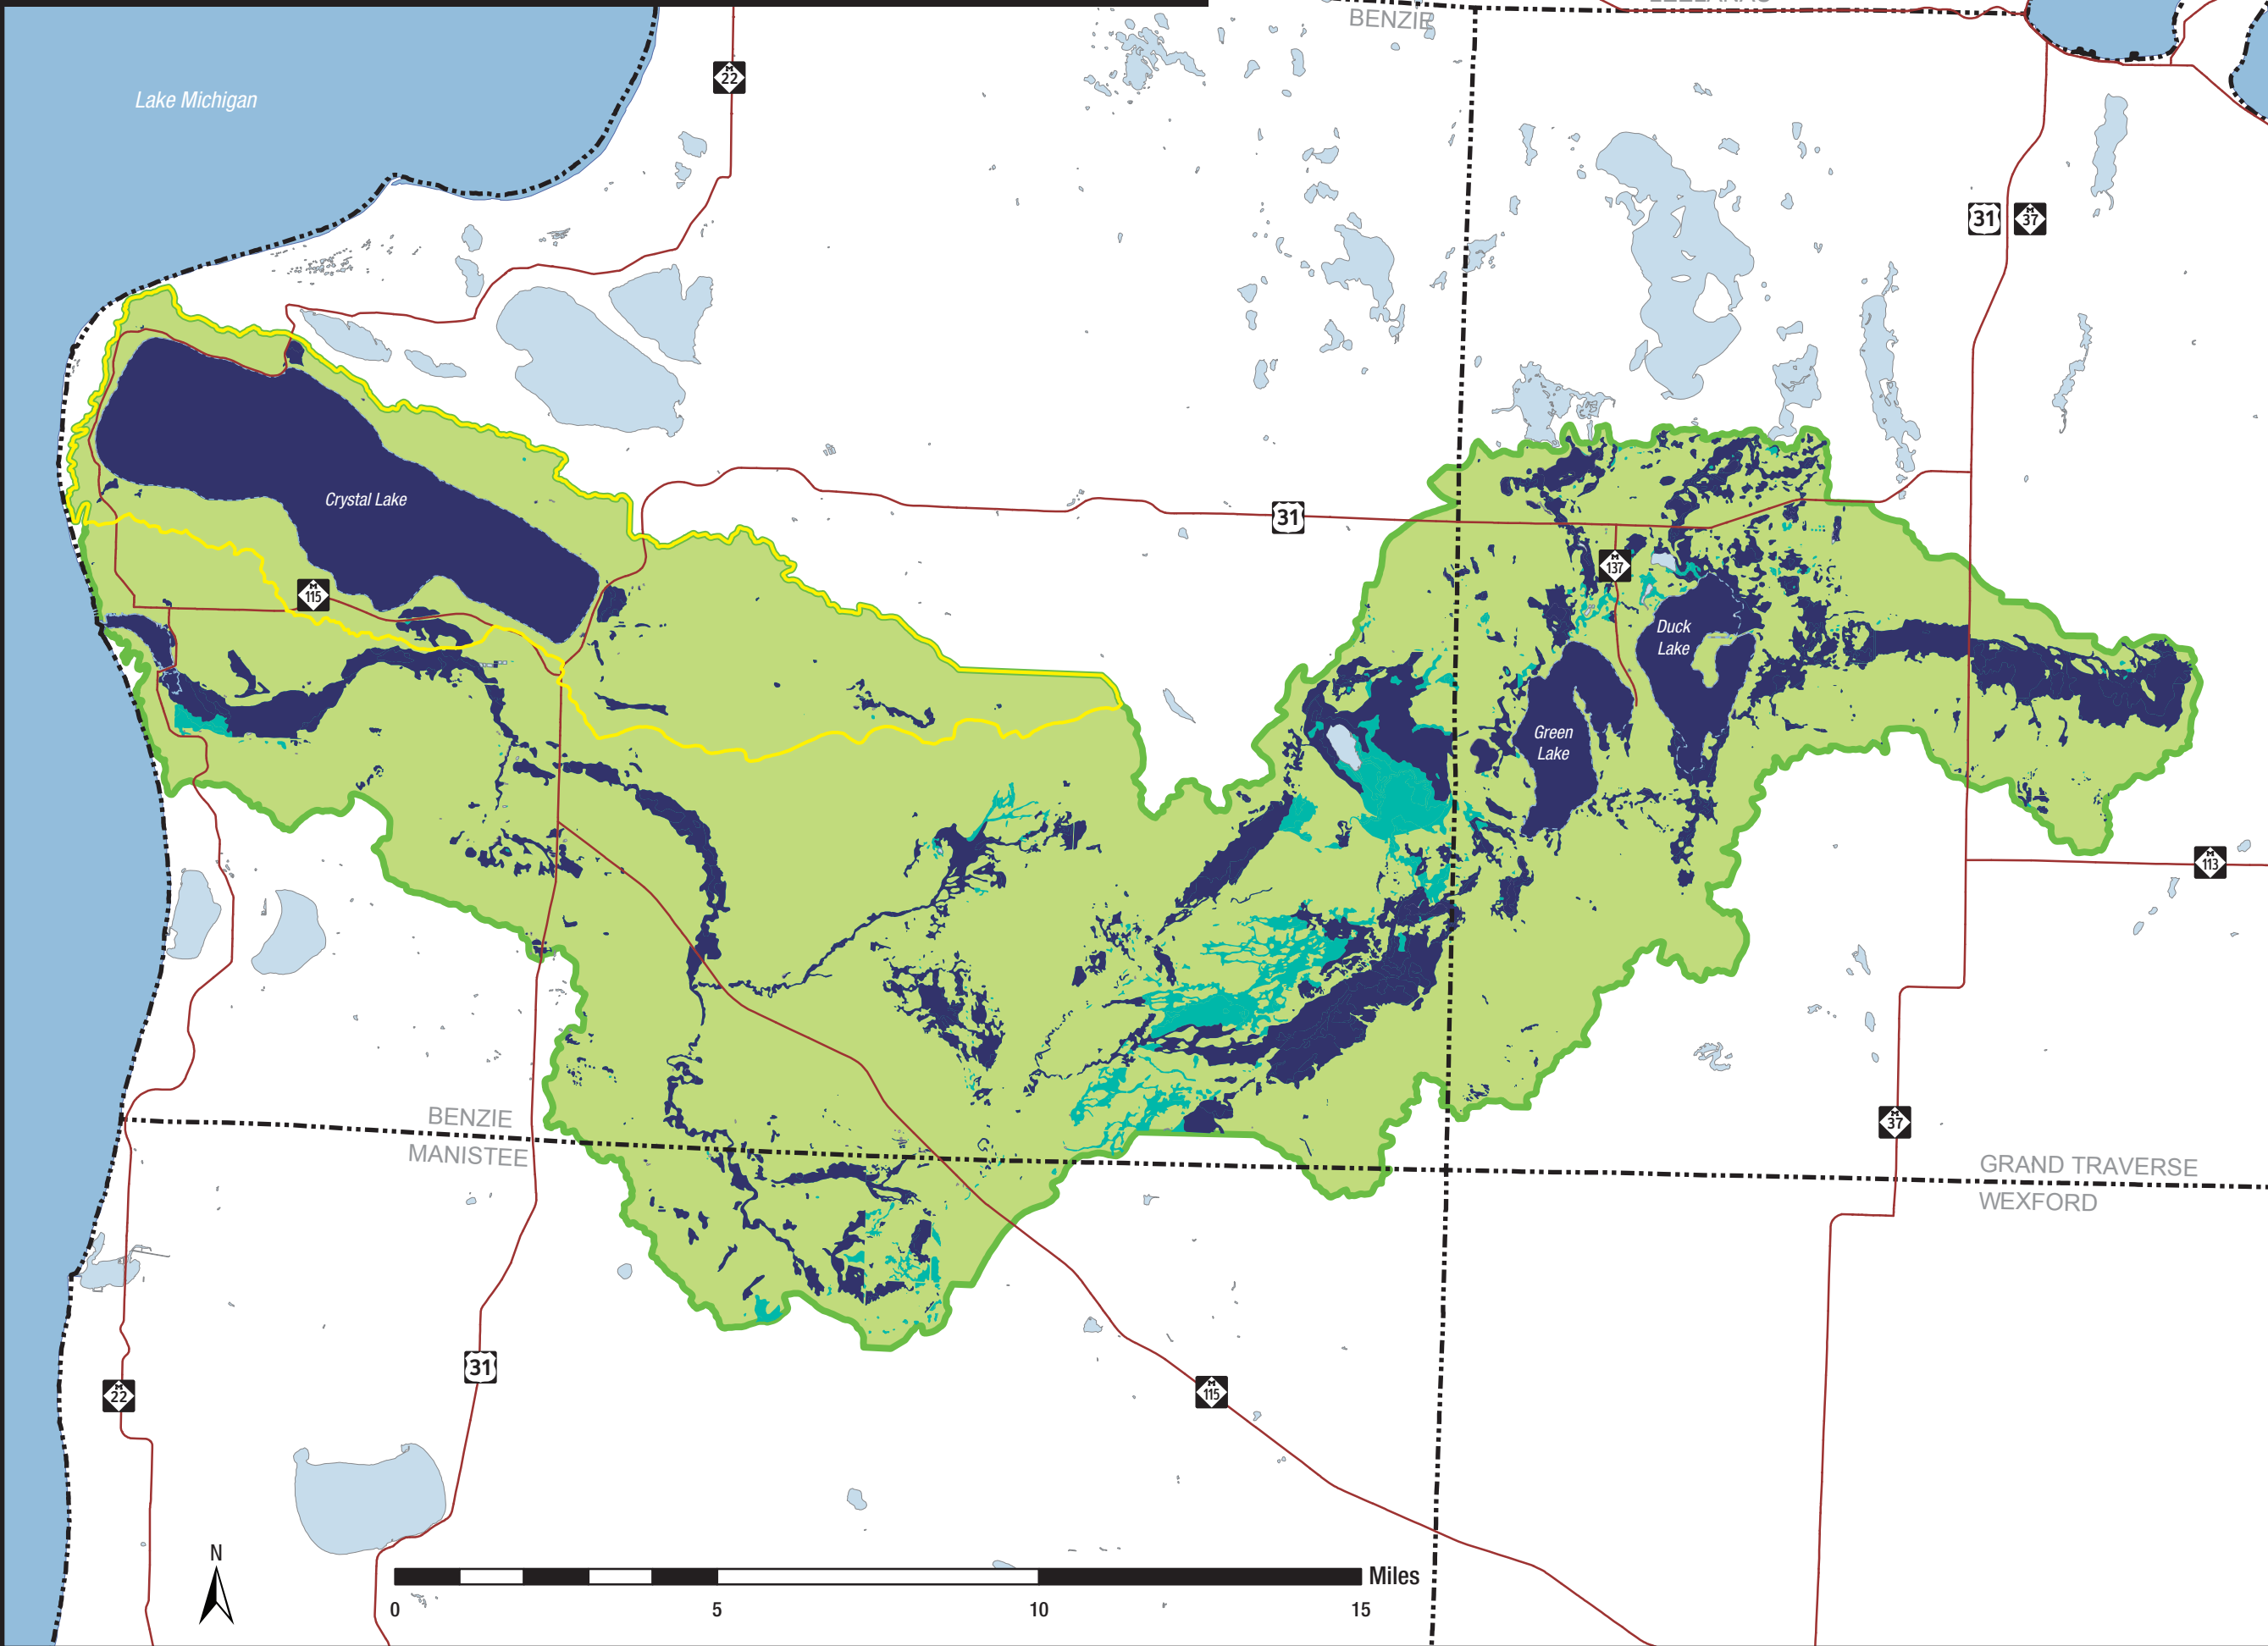 BENZIE
Lake Michigan
M
22
31
M
37
Crystal Lake
31
M
137
M
115
Duck
Lake
Green
Lake
M
113
BENZIE
MANISTEE
M
37
GRAND TRAVERSE
WEXFORD
31
M
22
M
115
N
Miles
0 5 10 15